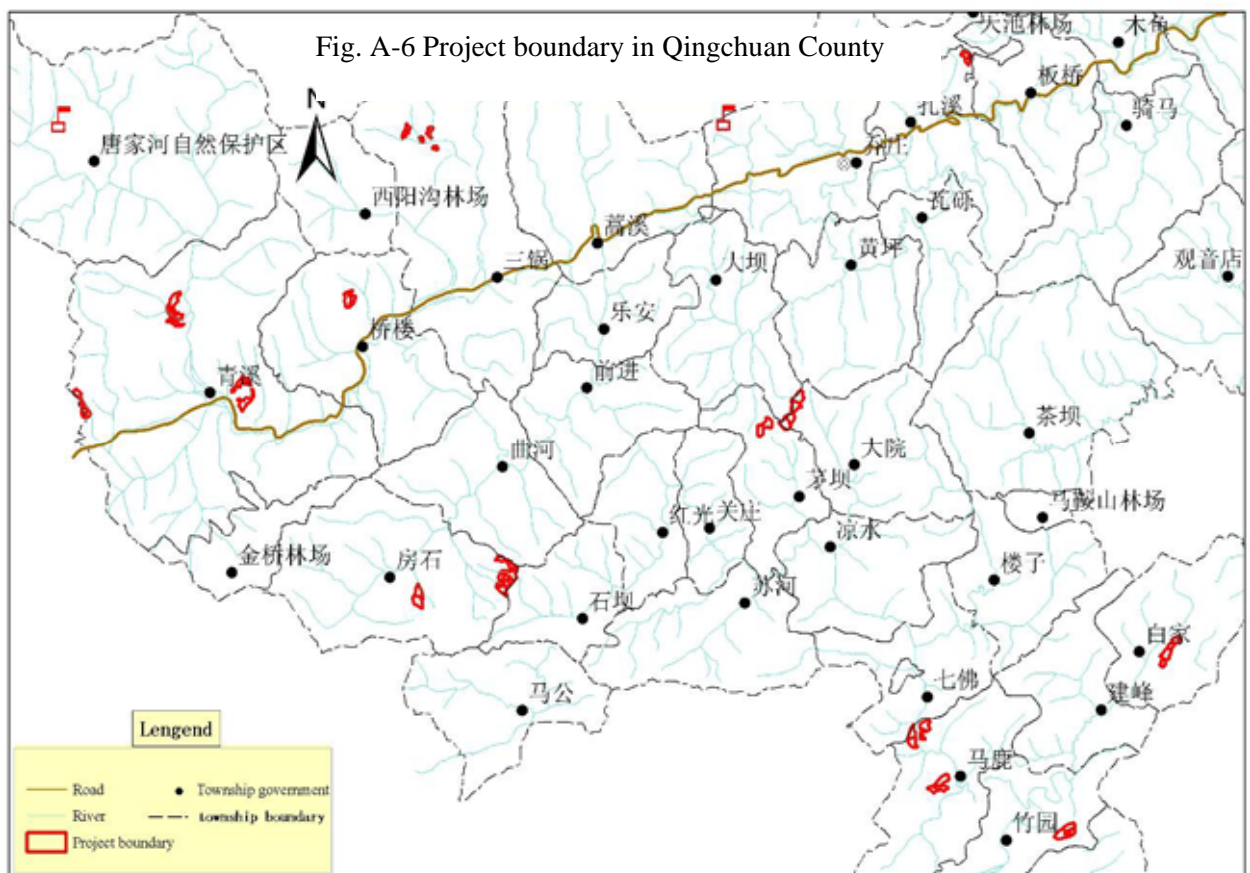 Fig. A-6 Project boundary in Qingchuan County
N
天池林场
木鱼
板桥
骑马
孔溪
乔庄
唐家河自然保护区
西阳沟林场
瓦砾
蒿溪
三锅
大坝
黄坪
观音店
乐安
桥楼
前进
青溪
茶坝
曲河
大院
茅坝
马鞍山林场
红光
关庄
凉水
金桥林场
房石
楼子
苏河
石坝
白家
七佛
建峰
马公
马鹿
竹园
Lengend
Road
Township government
River
township boundary
Project boundary